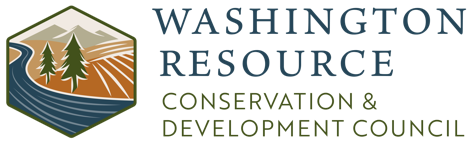 WASHINGTON
RESOURCE
CONSERVATION &
DEVELOPMENT COUNCIL